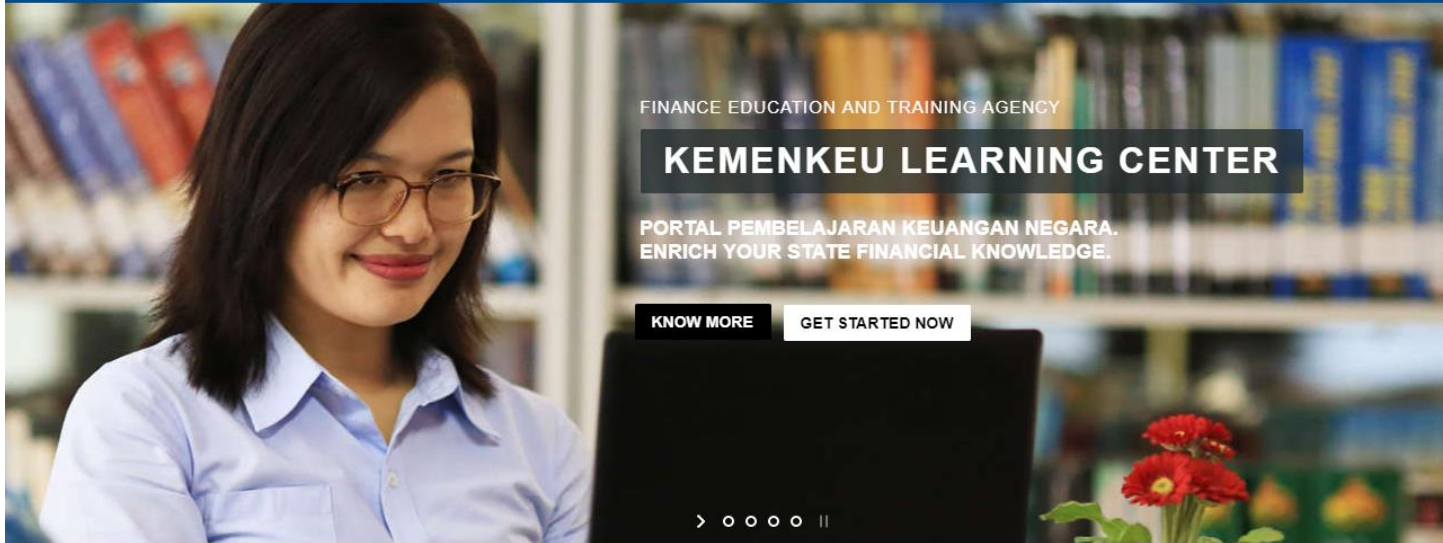 FINANCE EDUCATION AND TRAINING AGENCY
KEMENKEU LEARNING CENTER
PORTAL PEMBELAJARAN KEUANGAN NEGARA.
ENRICH YOUR STATE FINANCIAL KNOWLEDGE.
KNOW MORE
GET STARTED NOW